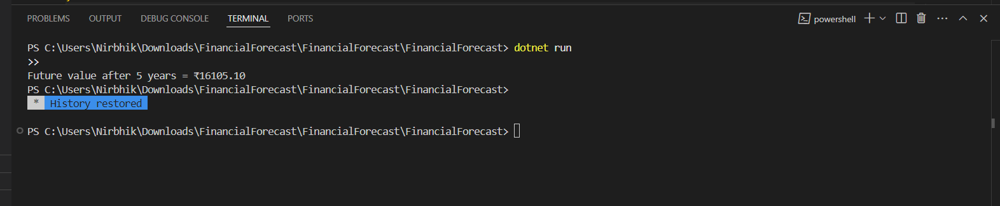 PROBLEMS OUTPUT DEBUG CONSOLE TERMINAL PORTS powershell
PS C:\Users\Nirbhik\Downloads\FinancialForecast\FinancialForecast\FinancialForecast> dotnet run
>>
Future value after 5 years = ₹16105.10
PS C:\Users\Nirbhik\Downloads\FinancialForecast\FinancialForecast\FinancialForecast>
* History restored
PS C:\Users\Nirbhik\Downloads\FinancialForecast\FinancialForecast\FinancialForecast>